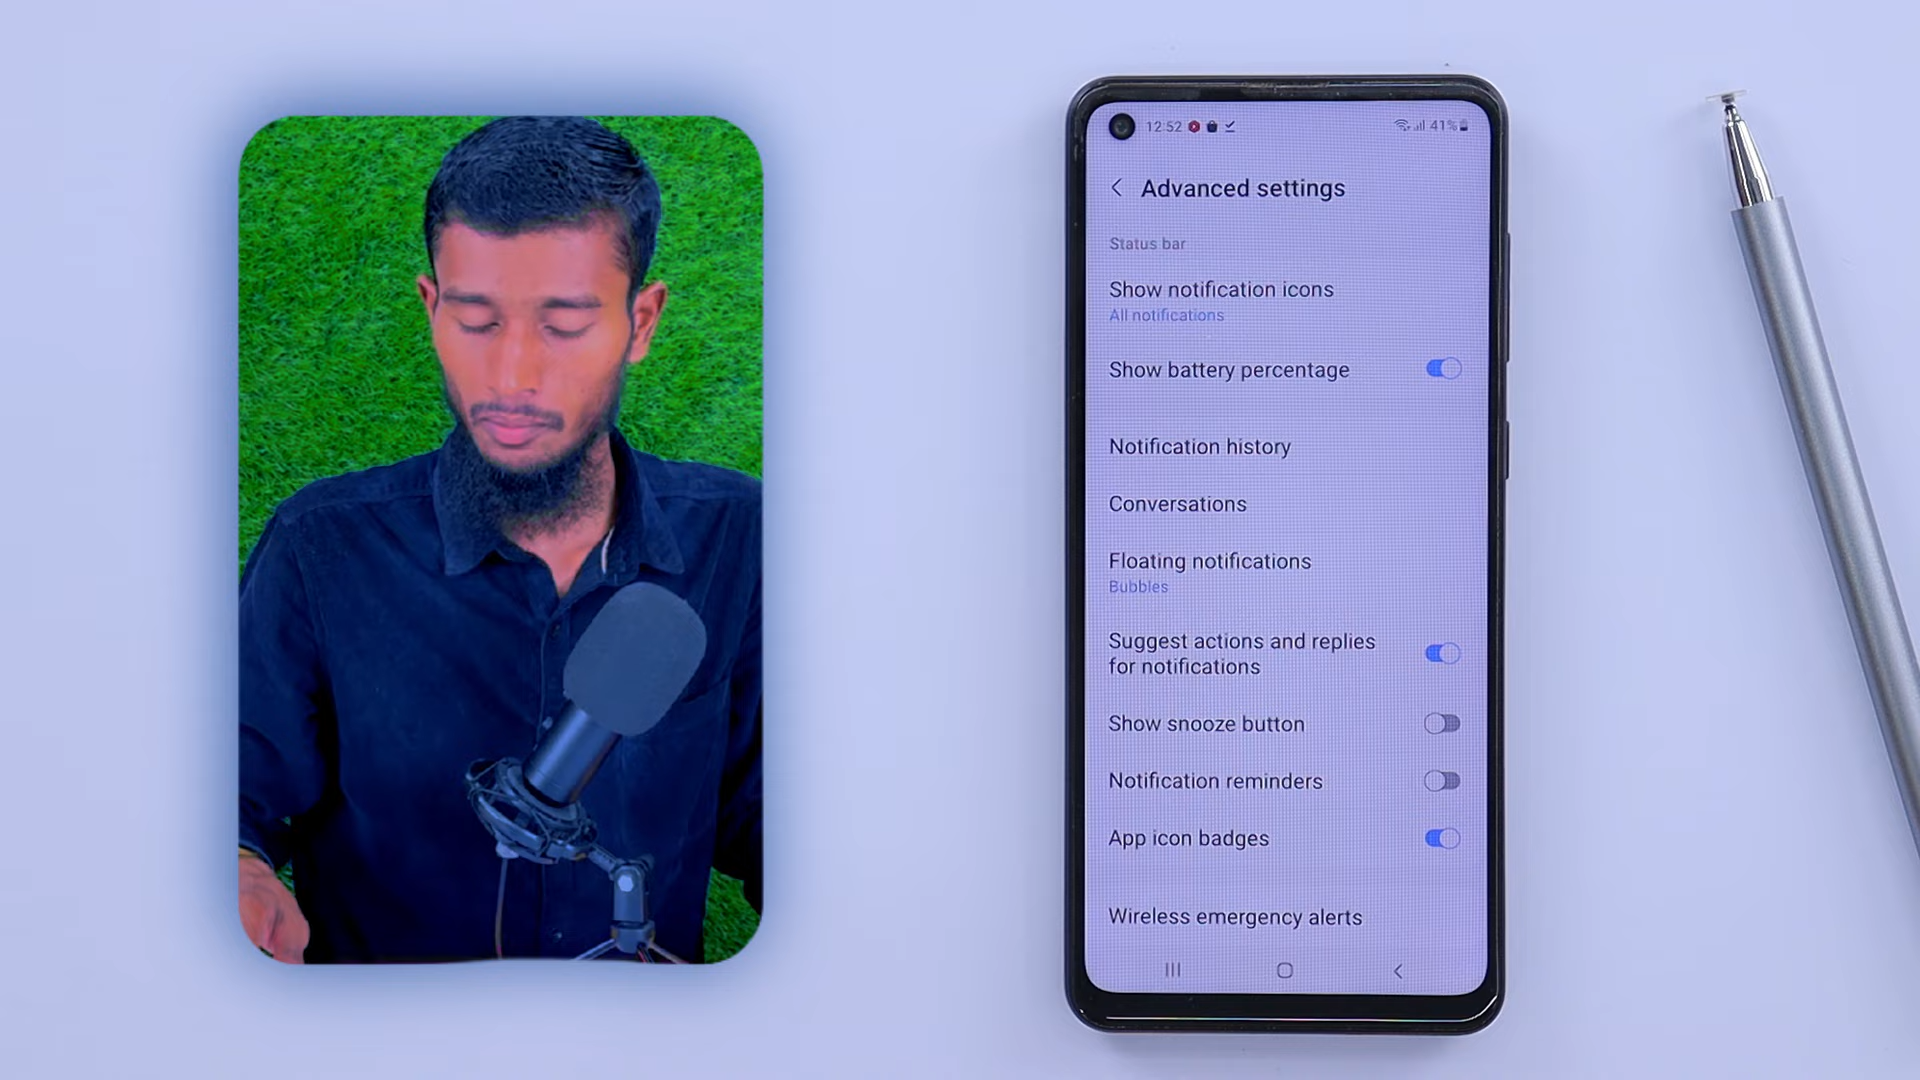 12:52
41%
Advanced settings
Status bar
Show notification icons
All notifications
Show battery percentage
Notification history
Conversations
Floating notifications
Bubbles
Suggest actions and replies
for notifications
Show snooze button
Notification reminders
App icon badges
Wireless emergency alerts